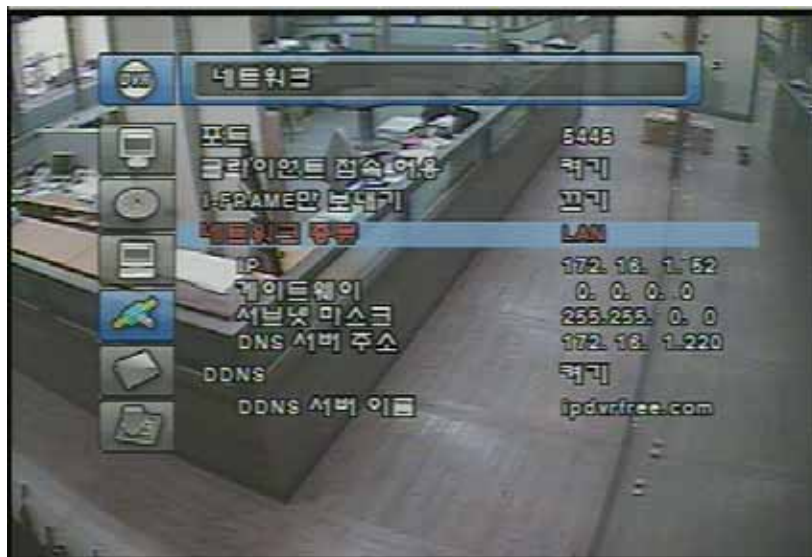 DVR
네트워크
포트 5445
클라이언트 접속 허용 켜기
I-FRAME만 보내기 끄기
네트워크 종류 LAN
IP 172. 16. 1. 52
게이트웨이 0. 0. 0. 0
서브넷 마스크 255.255. 0. 0
DNS 서버 주소 172. 16. 1.220
DDNS 켜기
DDNS 서버 이름 ipdvrfree.com